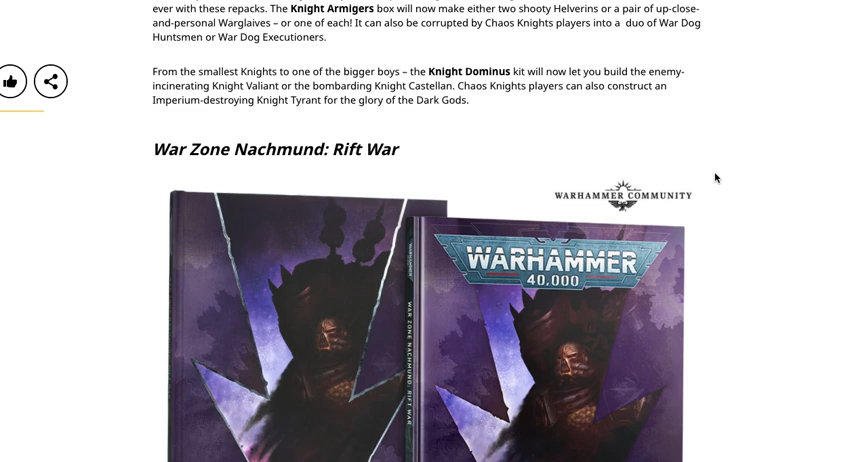 ever with these repacks. The Knight Armigers box will now make either two shooty Helverins or a pair of up-close-
and-personal Warglaives – or one of each! It can also be corrupted by Chaos Knights players into a duo of War Dog
Huntsmen or War Dog Executioners.
From the smallest Knights to one of the bigger boys – the Knight Dominus kit will now let you build the enemy-
incinerating Knight Valiant or the bombarding Knight Castellan. Chaos Knights players can also construct an
Imperium-destroying Knight Tyrant for the glory of the Dark Gods.
War Zone Nachmund: Rift War
WARHAMMER COMMUNITY
WARHAMMER
40,000
WAR ZONE NACHMUND: RIFT WAR